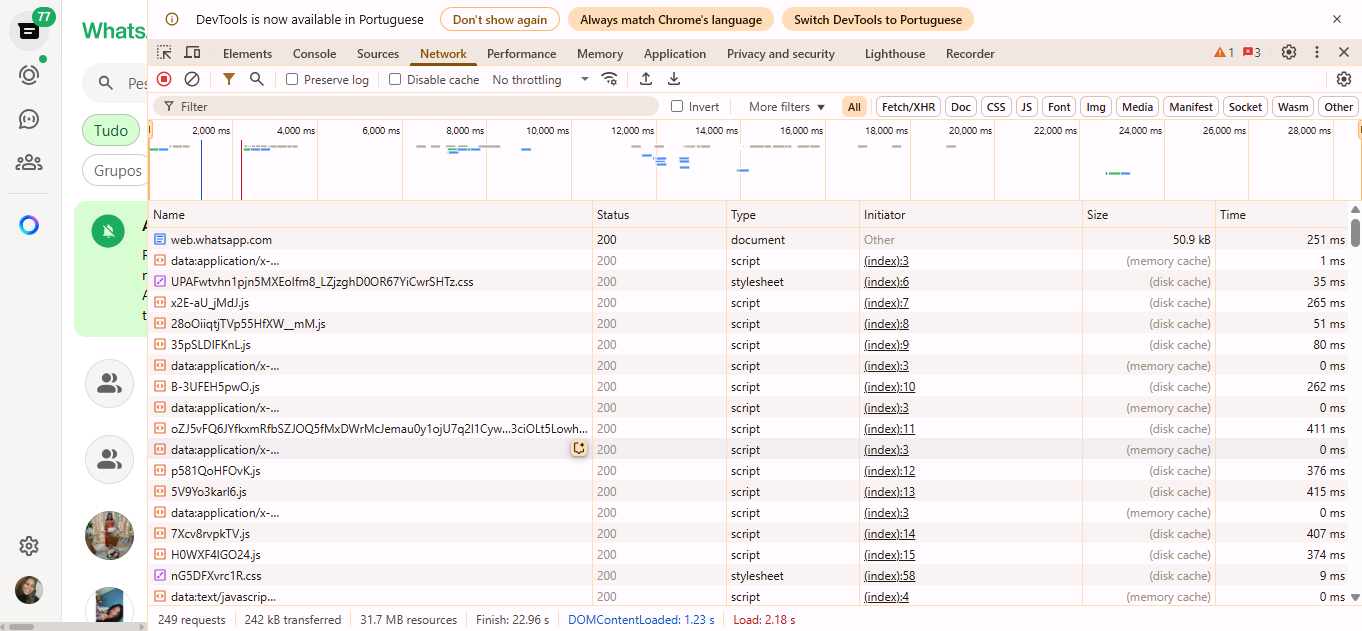 77
WhatsA
Pes
Tudo
Grupos
DevTools is now available in Portuguese
Don't show again
Always match Chrome's language
Switch DevTools to Portuguese
Elements Console Sources Network Performance Memory Application Privacy and security Lighthouse Recorder 1 3
Preserve log Disable cache No throttling
Filter Invert More filters All Fetch/XHR Doc CSS JS Font Img Media Manifest Socket Wasm Other
2,000 ms 4,000 ms 6,000 ms 8,000 ms 10,000 ms 12,000 ms 14,000 ms 16,000 ms 18,000 ms 20,000 ms 22,000 ms 24,000 ms 26,000 ms 28,000 ms
Name Status Type Initiator Size Time
web.whatsapp.com 200 document Other 50.9 kB 251 ms
data:application/x-... 200 script (index):3 (memory cache) 1 ms
UPAFwtvhn1pjn5MXEolfm8_LZjzghD0OR67YiCwrSHTz.css 200 stylesheet (index):6 (disk cache) 35 ms
x2E-aU_jMdJ.js 200 script (index):7 (disk cache) 265 ms
28oOiiqtjTVp55HfXW__mM.js 200 script (index):8 (disk cache) 51 ms
35pSLDIFKnL.js 200 script (index):9 (disk cache) 80 ms
data:application/x-... 200 script (index):3 (memory cache) 0 ms
B-3UFEH5pwO.js 200 script (index):10 (disk cache) 262 ms
data:application/x-... 200 script (index):3 (memory cache) 0 ms
oZJ5vFQ6JYfkxmRfbSZJOQ5fMxDWrMcJemau0y1ojU7q2I1Cyw...3ciOLt5Lowh... 200 script (index):11 (disk cache) 411 ms
data:application/x-... 200 script (index):3 (memory cache) 0 ms
p581QoHFOvK.js 200 script (index):12 (disk cache) 376 ms
5V9Yo3karl6.js 200 script (index):13 (disk cache) 415 ms
data:application/x-... 200 script (index):3 (memory cache) 0 ms
7Xcv8rvpkTV.js 200 script (index):14 (disk cache) 407 ms
H0WXF4IGO24.js 200 script (index):15 (disk cache) 374 ms
nG5DFXvrc1R.css 200 stylesheet (index):58 (disk cache) 9 ms
data:text/javascrip... 200 script (index):4 (memory cache) 0 ms
249 requests 242 kB transferred 31.7 MB resources Finish: 22.96 s DOMContentLoaded: 1.23 s Load: 2.18 s